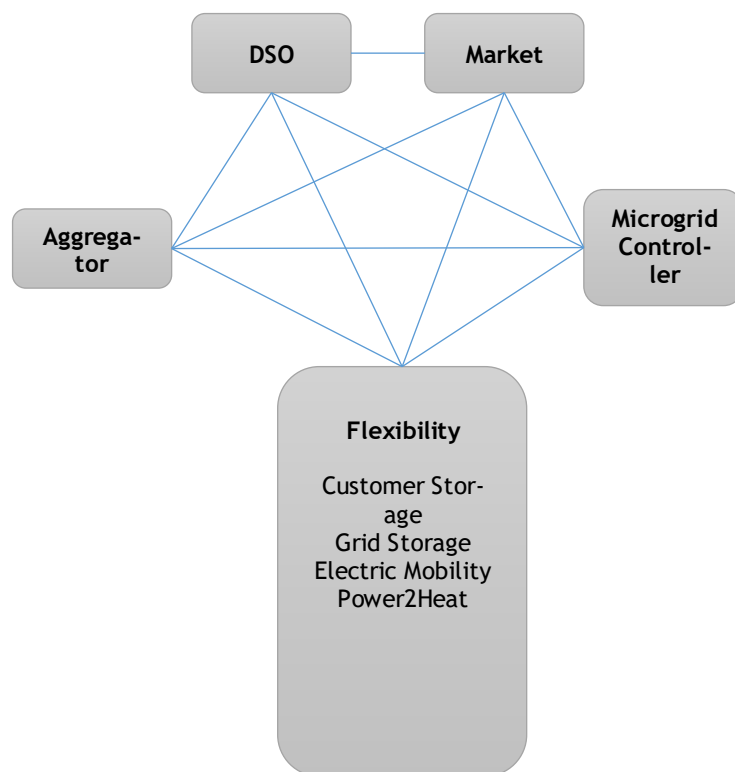 DSO
Market
Aggrega-
tor
Microgrid
Control-
ler
Flexibility
Customer Stor-
age
Grid Storage
Electric Mobility
Power2Heat